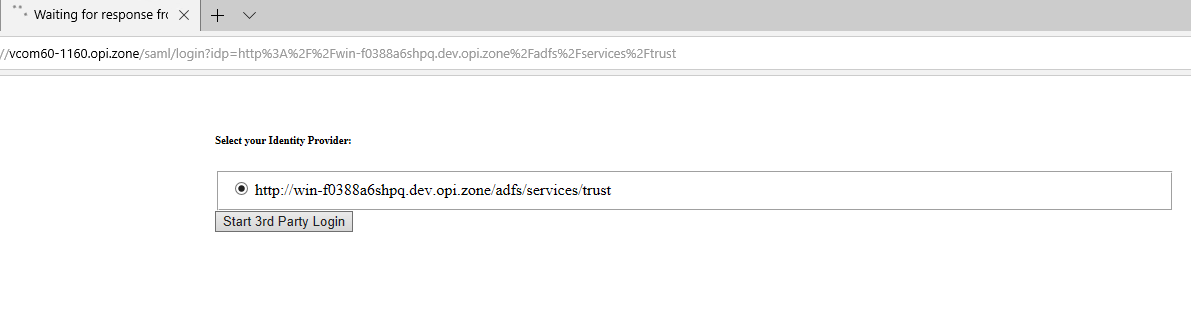 Waiting for response fr
//vcom60-1160.opi.zone/saml/login?idp=http%3A%2F%2Fwin-f0388a6shpq.dev.opi.zone%2Fadfs%2Fservices%2Ftrust
Select your Identity Provider:
http://win-f0388a6shpq.dev.opi.zone/adfs/services/trust
Start 3rd Party Login